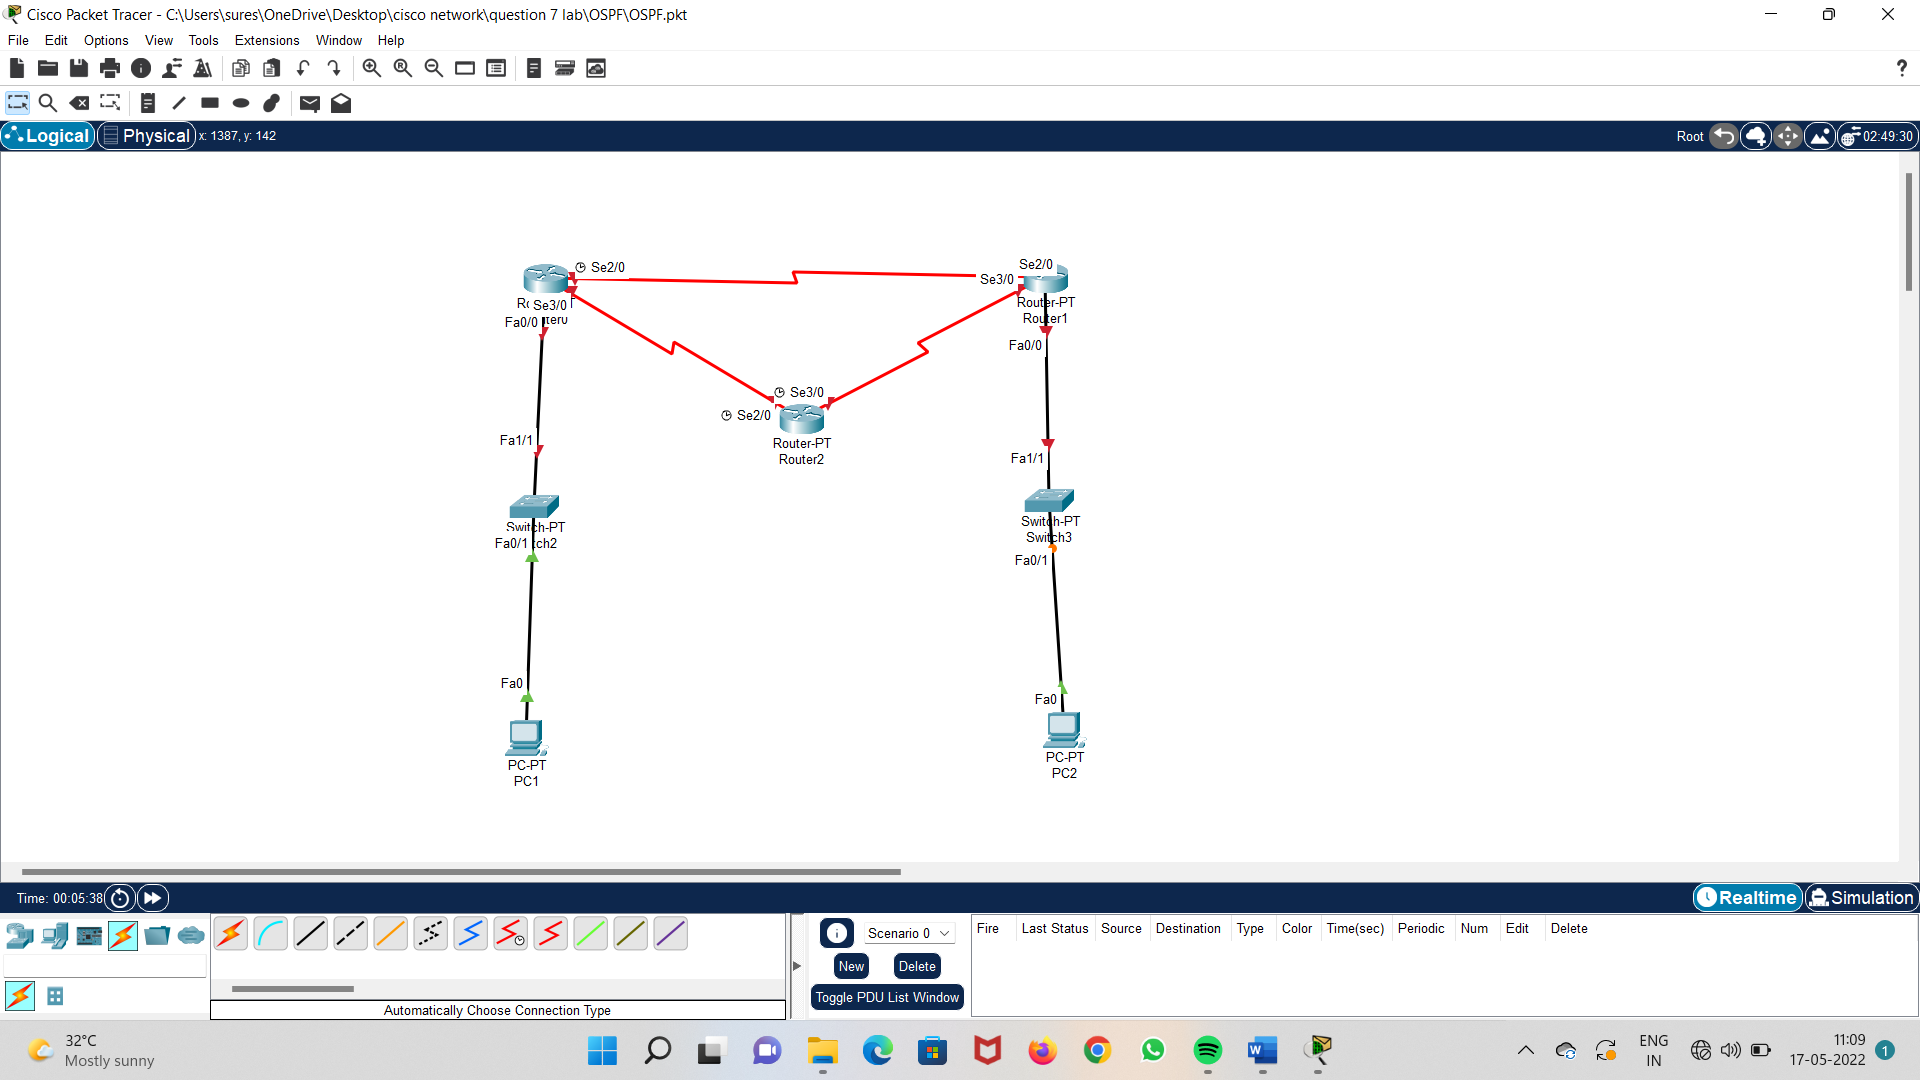 Cisco Packet Tracer - C:\Users\sures\OneDrive\Desktop\cisco network\question 7 lab\OSPF\OSPF.pkt
File Edit Options View Tools Extensions Window Help
?
Logical Physical x: 1387, y: 142
Root 02:49:30
Se2/0
Se3/0
Fa0/0
Se2/0
Se3/0
Router-PT
Router1
Fa0/0
Se3/0
Se2/0
Router-PT
Router2
Fa1/1
Switch-PT
Fa0/1 tch2
Fa1/1
Switch-PT
Switch3
Fa0/1
Fa0
PC-PT
PC1
Fa0
PC-PT
PC2
Time: 00:05:38
Realtime Simulation
Scenario 0
New Delete
Toggle PDU List Window
Fire Last Status Source Destination Type Color Time(sec) Periodic Num Edit Delete
Automatically Choose Connection Type
32°C
Mostly sunny
ENG
IN
11:09
17-05-2022
1